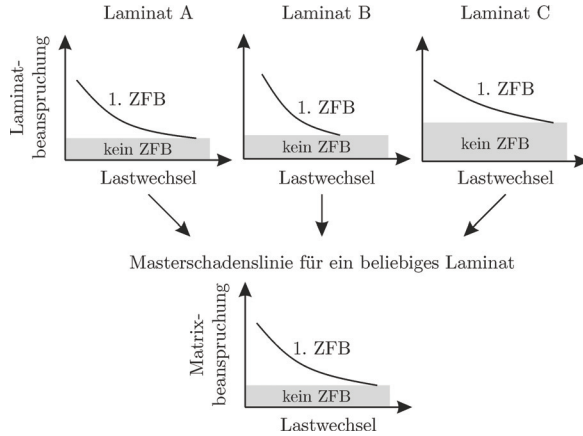 Laminat A
Laminat B
Laminat C
Laminat-
beanspruchung
1. ZFB
kein ZFB
Lastwechsel
1. ZFB
kein ZFB
Lastwechsel
1. ZFB
kein ZFB
Lastwechsel
Masterschadenslinie für ein beliebiges Laminat
Matrix-
beanspruchung
1. ZFB
kein ZFB
Lastwechsel